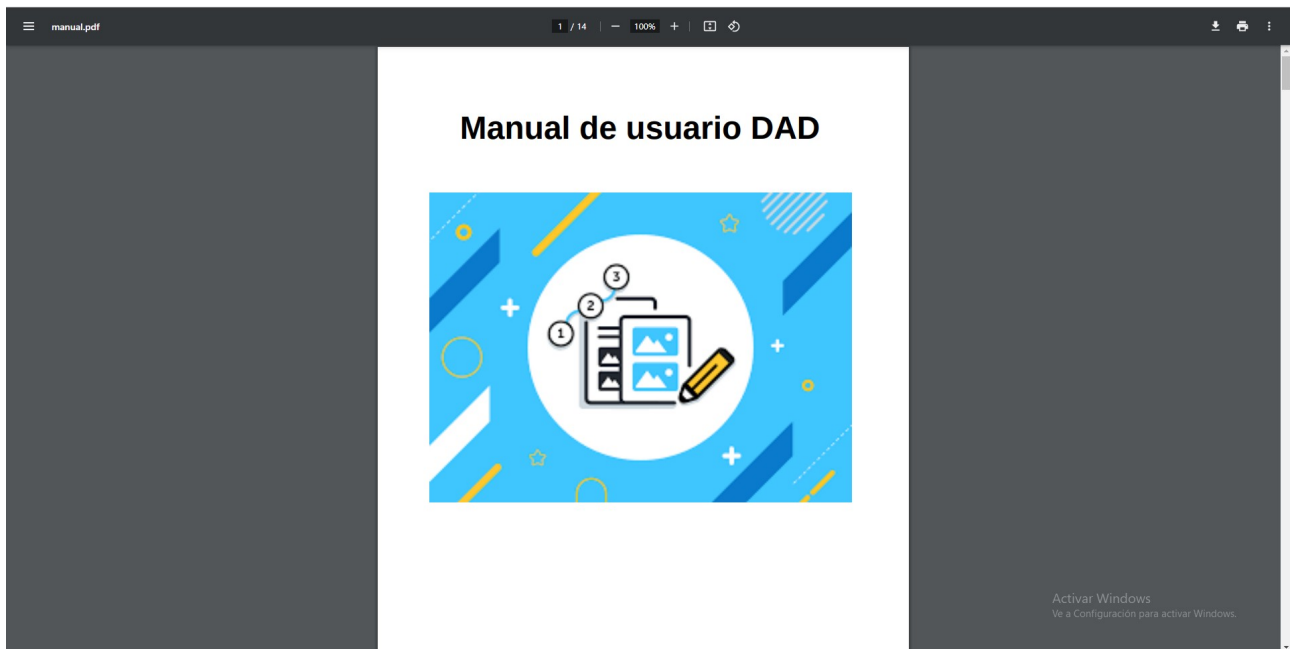 manual.pdf
1 / 14
100%
Manual de usuario DAD
3
2
1
Activar Windows
Ve a Configuración para activar Windows.